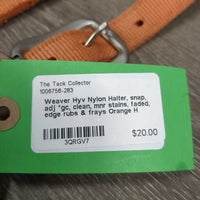 The Tack Collector
1006756-263
Weaver Hvy Nylon Halter, snap,
adj *gc, clean, mnr stains, faded,
edge rubs & frays Orange H
$20.00
3QRGV7